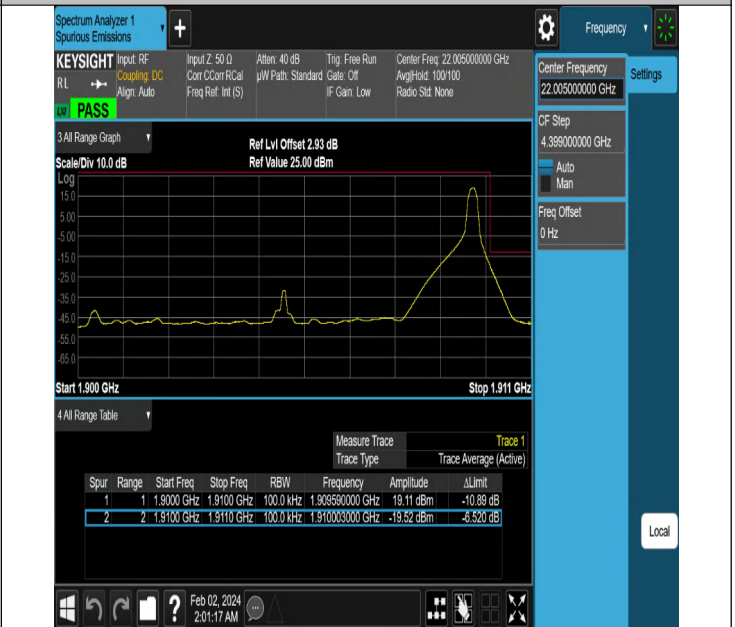 Spectrum Analyzer 1
Spurious Emissions
+
Frequency
KEYSIGHT
RL
Input: RF
Coupling: DC
Align: Auto
Input Z: 50 Ω
Corr CCorr RCal
Freq Ref: Int (S)
Atten: 40 dB
µW Path: Standard
Trig: Free Run
Gate: Off
IF Gain: Low
Center Freq: 22.005000000 GHz
Avg|Hold: 100/100
Radio Std: None
LXI PASS
Center Frequency
22.005000000 GHz
Settings
CF Step
4.399000000 GHz
Auto
Man
Freq Offset
0 Hz
3 All Range Graph
Ref Lvl Offset 2.93 dB
Scale/Div 10.0 dB
Ref Value 25.00 dBm
Log
15.0
5.00
-5.00
-15.0
-25.0
-35.0
-45.0
-55.0
-65.0
Start 1.900 GHz
Stop 1.911 GHz
4 All Range Table
Measure Trace Trace 1
Trace Type Trace Average (Active)
Spur Range Start Freq Stop Freq RBW Frequency Amplitude ΔLimit
1 1 1.9000 GHz 1.9100 GHz 100.0 kHz 1.909590000 GHz 19.11 dBm -10.89 dB
2 2 1.9100 GHz 1.9110 GHz 100.0 kHz 1.910003000 GHz -19.52 dBm -6.520 dB
Local
?
Feb 02, 2024
2:01:17 AM